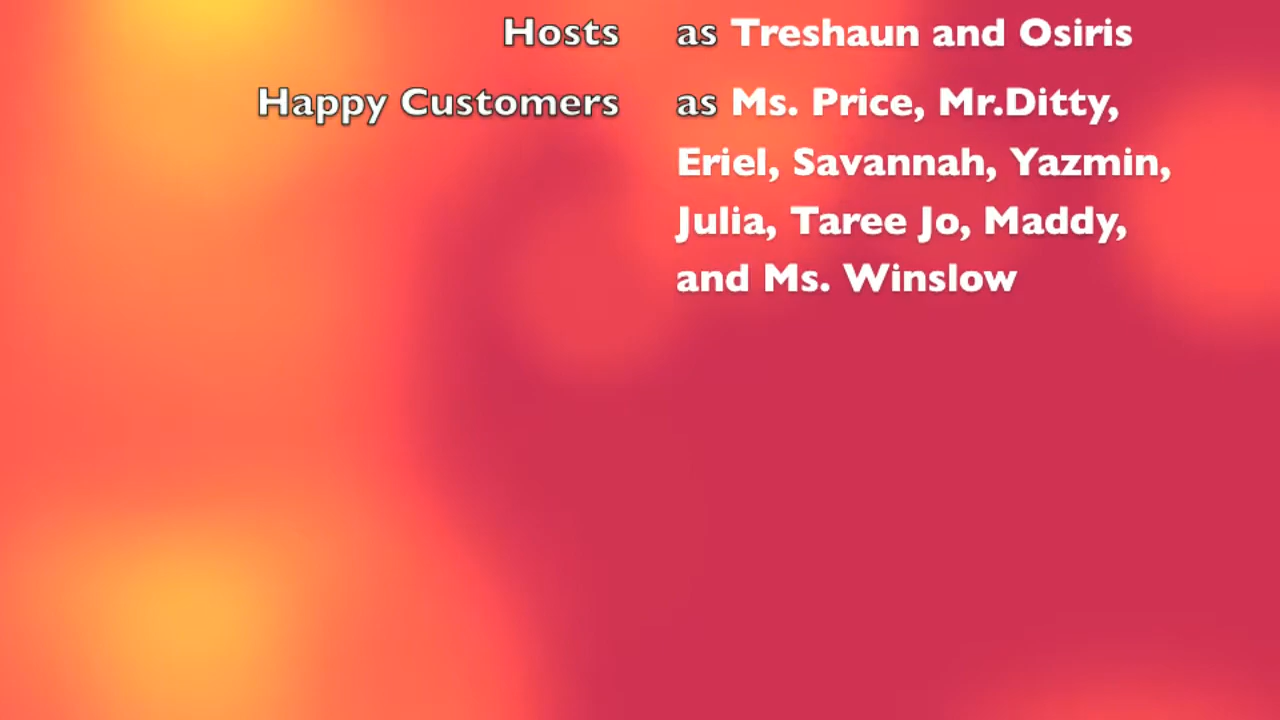 Hosts as Treshaun and Osiris
Happy Customers as Ms. Price, Mr.Ditty,
Eriel, Savannah, Yazmin,
Julia, Taree Jo, Maddy,
and Ms. Winslow